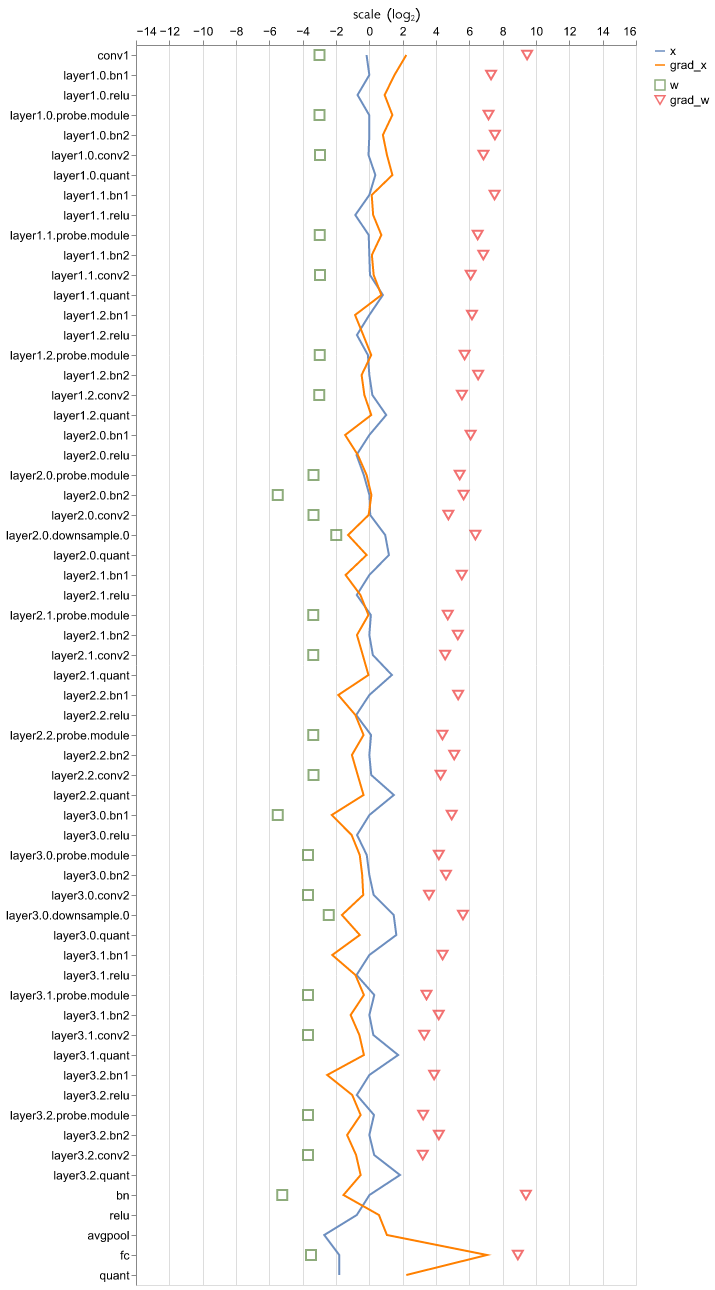 scale (log₂)
−14 −12 −10 −8 −6 −4 −2 0 2 4 6 8 10 12 14 16
x
grad_x
w
grad_w
conv1
layer1.0.bn1
layer1.0.relu
layer1.0.probe.module
layer1.0.bn2
layer1.0.conv2
layer1.0.quant
layer1.1.bn1
layer1.1.relu
layer1.1.probe.module
layer1.1.bn2
layer1.1.conv2
layer1.1.quant
layer1.2.bn1
layer1.2.relu
layer1.2.probe.module
layer1.2.bn2
layer1.2.conv2
layer1.2.quant
layer2.0.bn1
layer2.0.relu
layer2.0.probe.module
layer2.0.bn2
layer2.0.conv2
layer2.0.downsample.0
layer2.0.quant
layer2.1.bn1
layer2.1.relu
layer2.1.probe.module
layer2.1.bn2
layer2.1.conv2
layer2.1.quant
layer2.2.bn1
layer2.2.relu
layer2.2.probe.module
layer2.2.bn2
layer2.2.conv2
layer2.2.quant
layer3.0.bn1
layer3.0.relu
layer3.0.probe.module
layer3.0.bn2
layer3.0.conv2
layer3.0.downsample.0
layer3.0.quant
layer3.1.bn1
layer3.1.relu
layer3.1.probe.module
layer3.1.bn2
layer3.1.conv2
layer3.1.quant
layer3.2.bn1
layer3.2.relu
layer3.2.probe.module
layer3.2.bn2
layer3.2.conv2
layer3.2.quant
bn
relu
avgpool
fc
quant